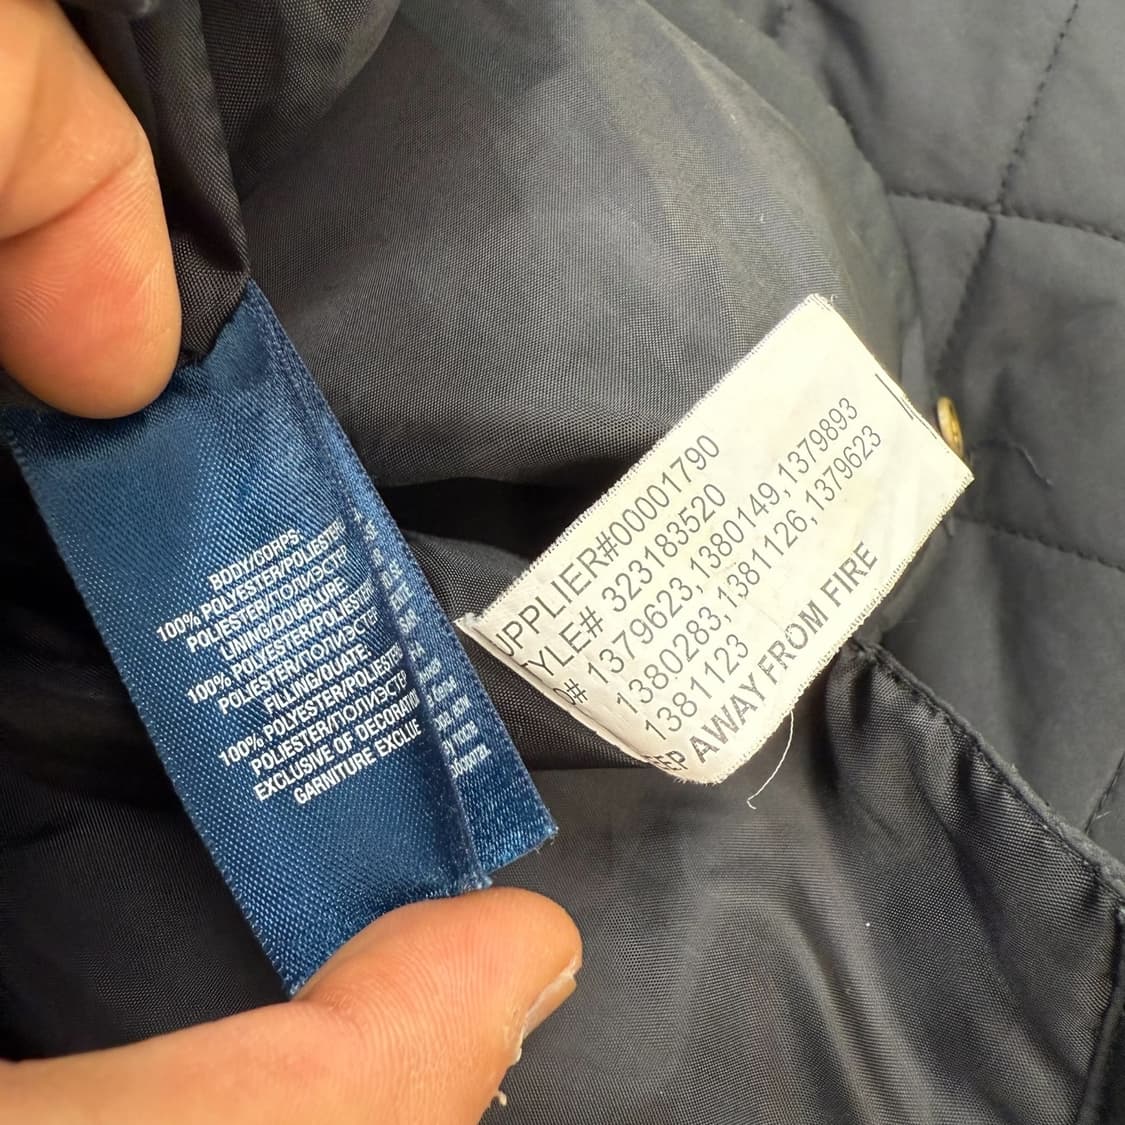 BODY/CORPS:
100% POLYESTER/POLIESTER
POLIESTER/ПОЛИЭСТЕР
LINING/DOUBLURE:
100% POLYESTER/POLIESTER
POLIESTER/ПОЛИЭСТЕР
FILLING/OUATE:
100% POLYESTER/POLIESTER
POLIESTER/ПОЛИЭСТЕР
EXCLUSIVE OF DECORATION
GARNITURE EXCLUE
UPPLIER#00001790
TYLE# 323183520
O# 1379623,1380149,1379893
1380283,1381126,1379623
1381123
EP AWAY FROM FIRE